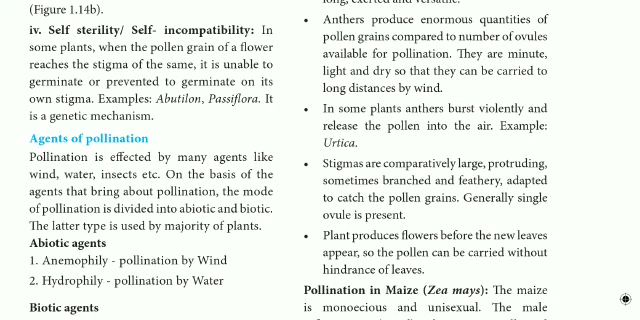 (Figure 1.14b).
iv. Self sterility/ Self- incompatibility: In
some plants, when the pollen grain of a flower
reaches the stigma of the same, it is unable to
germinate or prevented to germinate on its
own stigma. Examples: Abutilon, Passiflora. It
is a genetic mechanism.
Agents of pollination
Pollination is effected by many agents like
wind, water, insects etc. On the basis of the
agents that bring about pollination, the mode
of pollination is divided into abiotic and biotic.
The latter type is used by majority of plants.
Abiotic agents
1. Anemophily - pollination by Wind
2. Hydrophily - pollination by Water
Biotic agents
long, exerted and versatile.
• Anthers produce enormous quantities of
pollen grains compared to number of ovules
available for pollination. They are minute,
light and dry so that they can be carried to
long distances by wind.
• In some plants anthers burst violently and
release the pollen into the air. Example:
Urtica.
• Stigmas are comparatively large, protruding,
sometimes branched and feathery, adapted
to catch the pollen grains. Generally single
ovule is present.
• Plant produces flowers before the new leaves
appear, so the pollen can be carried without
hindrance of leaves.
Pollination in Maize (Zea mays): The maize
is monoecious and unisexual. The male